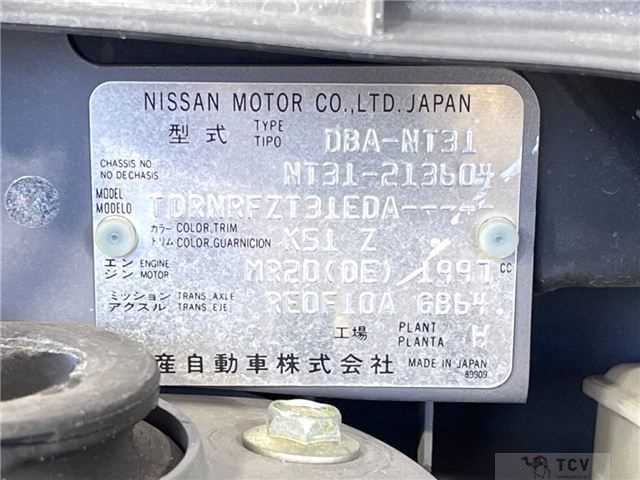 NISSAN MOTOR CO.,LTD. JAPAN
型式 TYPE TIPO DBA-NT31
CHASSIS NO. NO DE CHASIS NT31-213604
MODEL MODELO TDRNRFZT31EDA-----
カラー トリム COLOR,TRIM COLOR,GUARNICION K51 Z
エンジン ENGINE MOTOR MR20(DE) 1997 CC
ミッション アクスル TRANS. AXLE TRANS. EJE RE0F10A GB64
工場 PLANT PLANTA H
産自動車株式会社 MADE IN JAPAN
89909
TCV